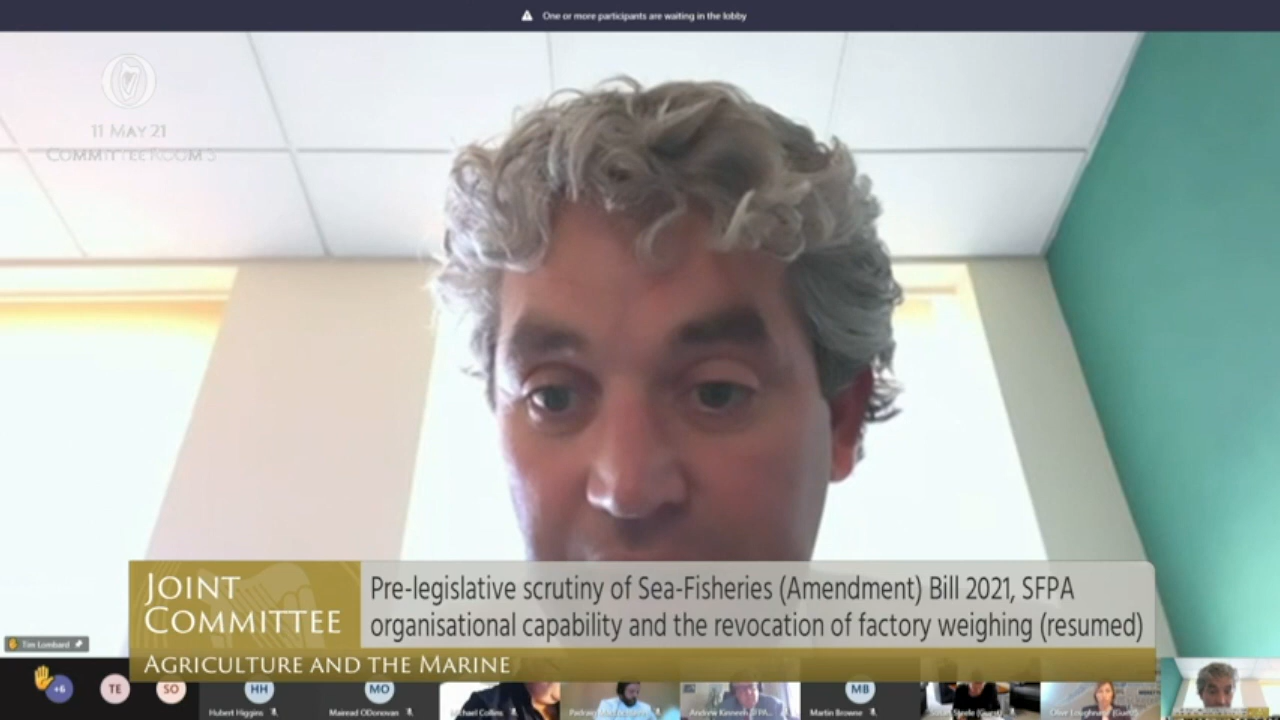 One or more participants are waiting in the lobby
11 MAY 21
COMMITTEE ROOM 3
JOINT
COMMITTEE
Pre-legislative scrutiny of Sea-Fisheries (Amendment) Bill 2021, SFPA
organisational capability and the revocation of factory weighing (resumed)
Tim Lombard
AGRICULTURE AND THE MARINE
+6
TE
SO
HH
MO
MB
Hubert Higgins
Mairead ODonovan
Michael Collins
Martin Browne
(Guest)